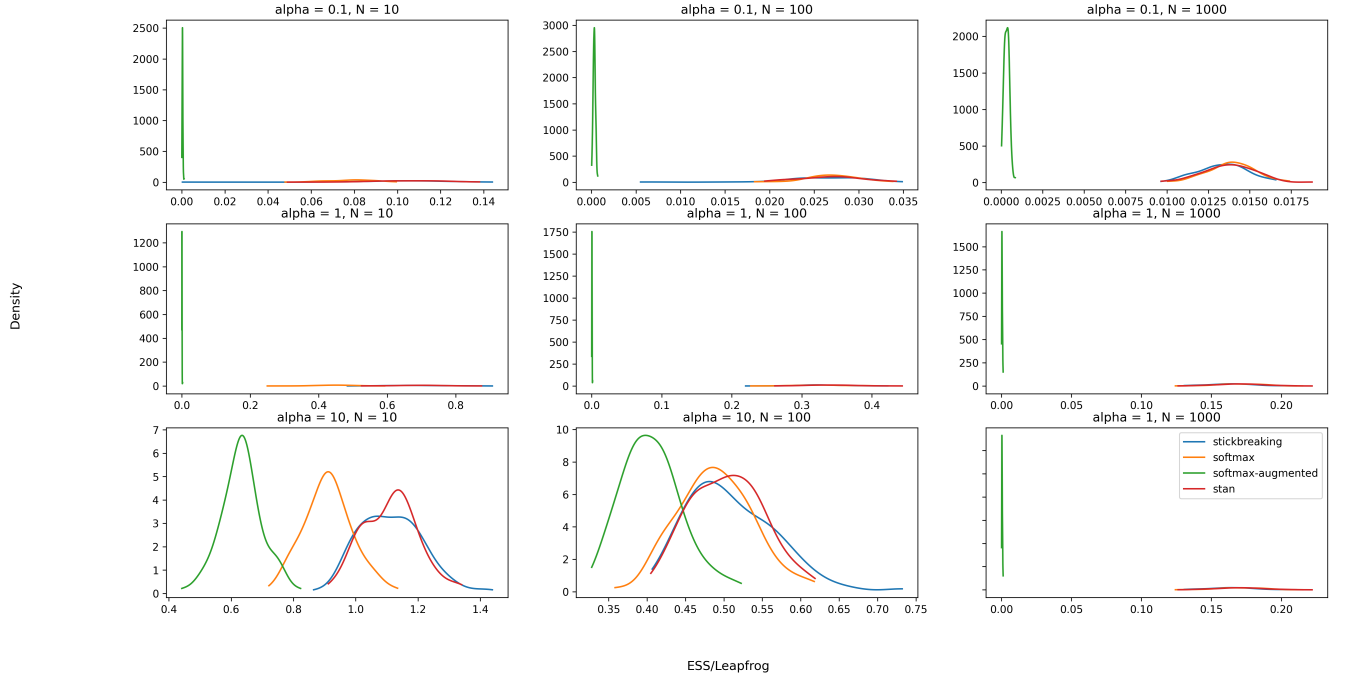 alpha = 0.1, N = 10
alpha = 0.1, N = 100
alpha = 0.1, N = 1000
2500
2000
1500
1000
500
0
0.00 0.02 0.04 0.06 0.08 0.10 0.12 0.14
3000
2500
2000
1500
1000
500
0
0.000 0.005 0.010 0.015 0.020 0.025 0.030 0.035
2000
1500
1000
500
0
0.0000 0.0025 0.0050 0.0075 0.0100 0.0125 0.0150 0.0175
alpha = 1, N = 10
alpha = 1, N = 100
alpha = 1, N = 1000
1200
1000
800
600
400
200
0
0.0 0.2 0.4 0.6 0.8
1750
1500
1250
1000
750
500
250
0
0.0 0.1 0.2 0.3 0.4
1500
1250
1000
750
500
250
0
0.00 0.05 0.10 0.15 0.20
Density
alpha = 10, N = 10
alpha = 10, N = 100
alpha = 1, N = 1000
7
6
5
4
3
2
1
0
0.4 0.6 0.8 1.0 1.2 1.4
10
8
6
4
2
0
0.35 0.40 0.45 0.50 0.55 0.60 0.65 0.70 0.75
stickbreaking
softmax
softmax-augmented
stan
0.00 0.05 0.10 0.15 0.20
ESS/Leapfrog